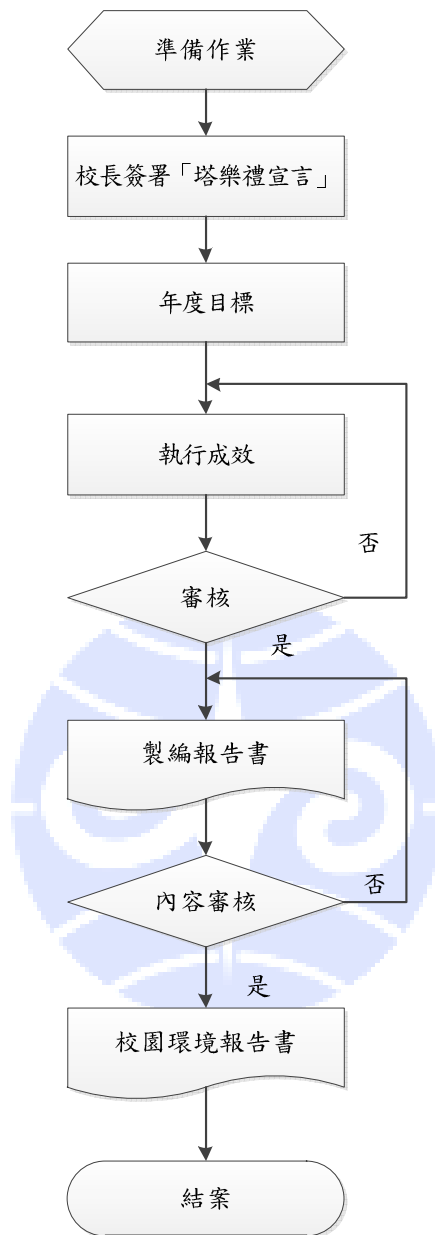 準備作業
校長簽署「塔樂禮宣言」
年度目標
執行成效
否
審核
是
製編報告書
否
內容審核
是
校園環境報告書
結案